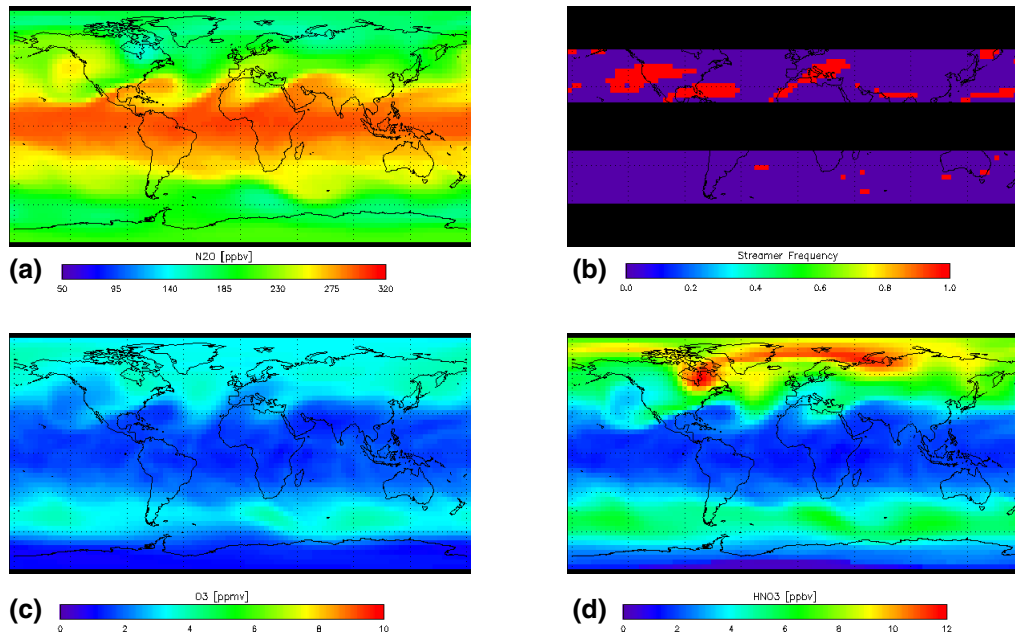 (a)
N2O [ppbv]
50 95 140 185 230 275 320
(b)
Streamer Frequency
0.0 0.2 0.4 0.6 0.8 1.0
(c)
O3 [ppmv]
0 2 4 6 8 10
(d)
HNO3 [ppbv]
0 2 4 6 8 10 12